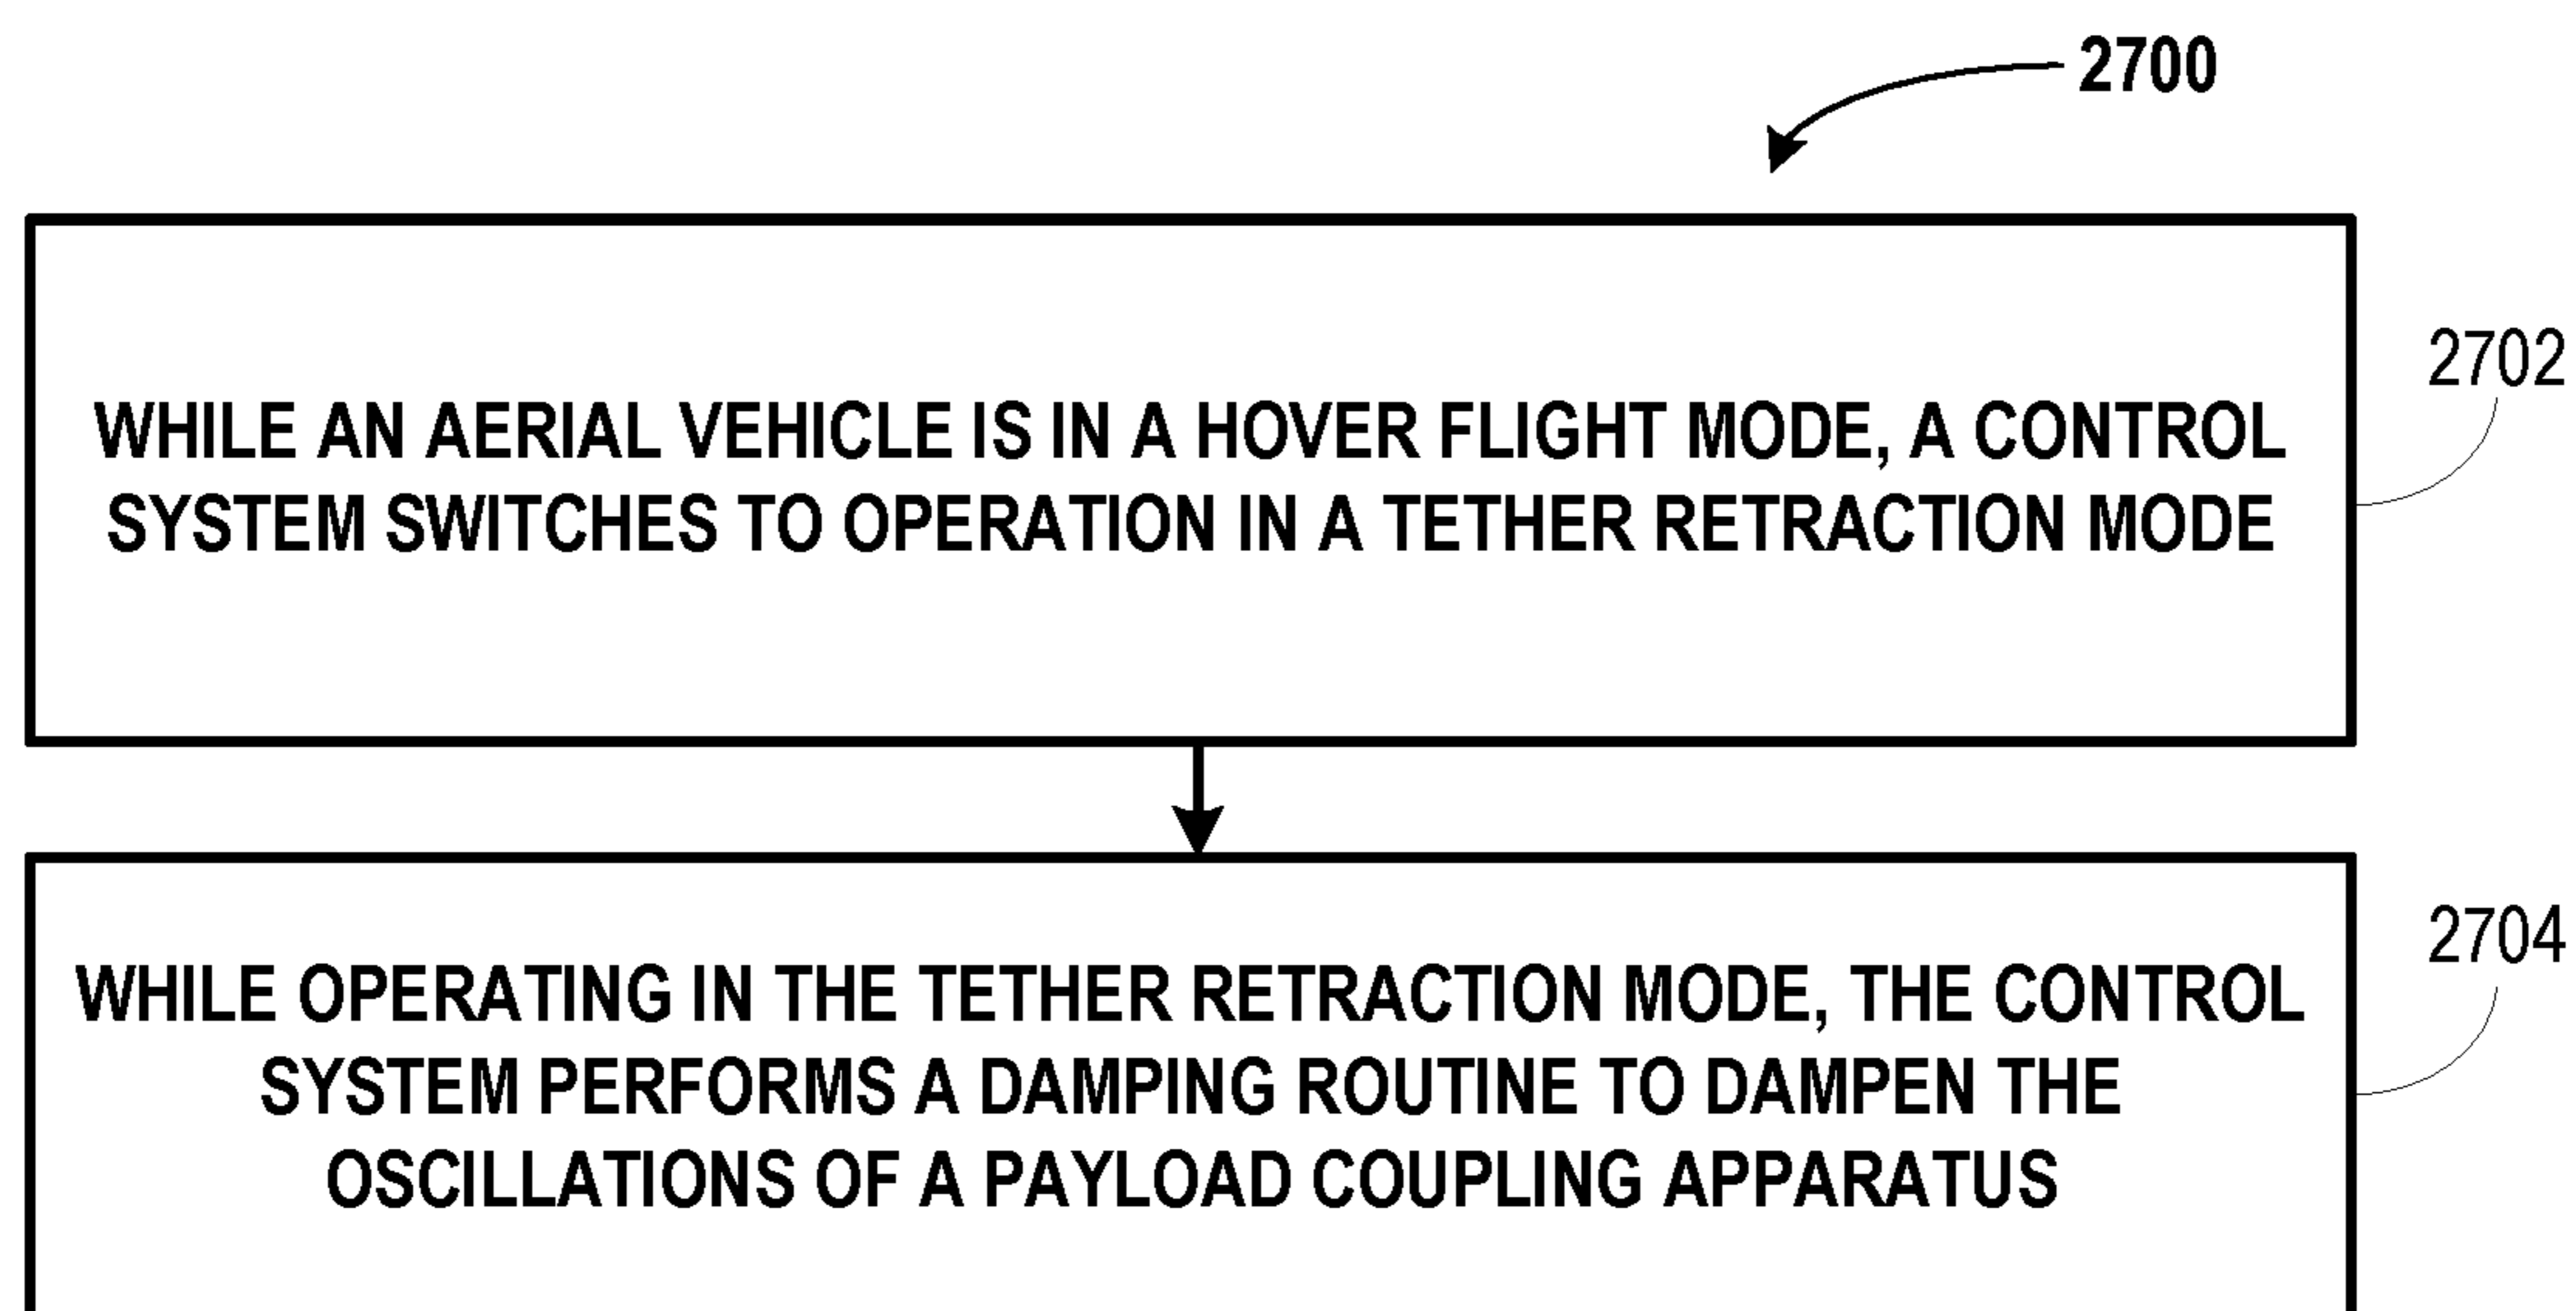 2700
2702
WHILE AN AERIAL VEHICLE IS IN A HOVER FLIGHT MODE, A CONTROL
SYSTEM SWITCHES TO OPERATION IN A TETHER RETRACTION MODE
2704
WHILE OPERATING IN THE TETHER RETRACTION MODE, THE CONTROL
SYSTEM PERFORMS A DAMPING ROUTINE TO DAMPEN THE
OSCILLATIONS OF A PAYLOAD COUPLING APPARATUS